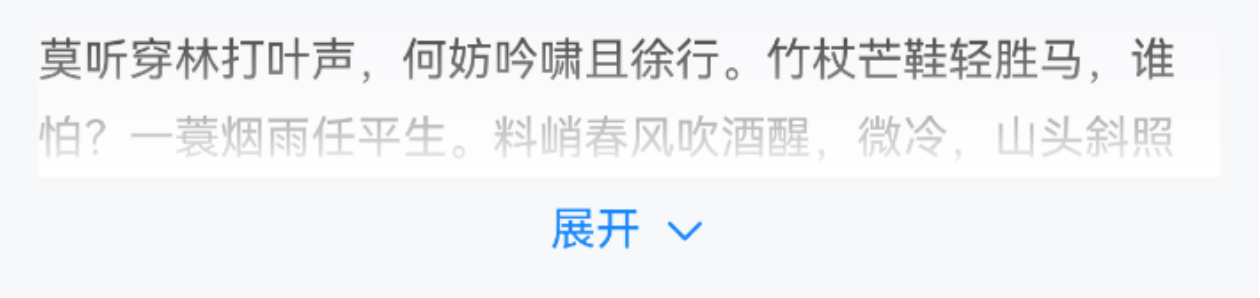 莫听穿林打叶声，何妨吟啸且徐行。竹杖芒鞋轻胜马，谁
怕？一蓑烟雨任平生。料峭春风吹酒醒，微冷，山头斜照
展开